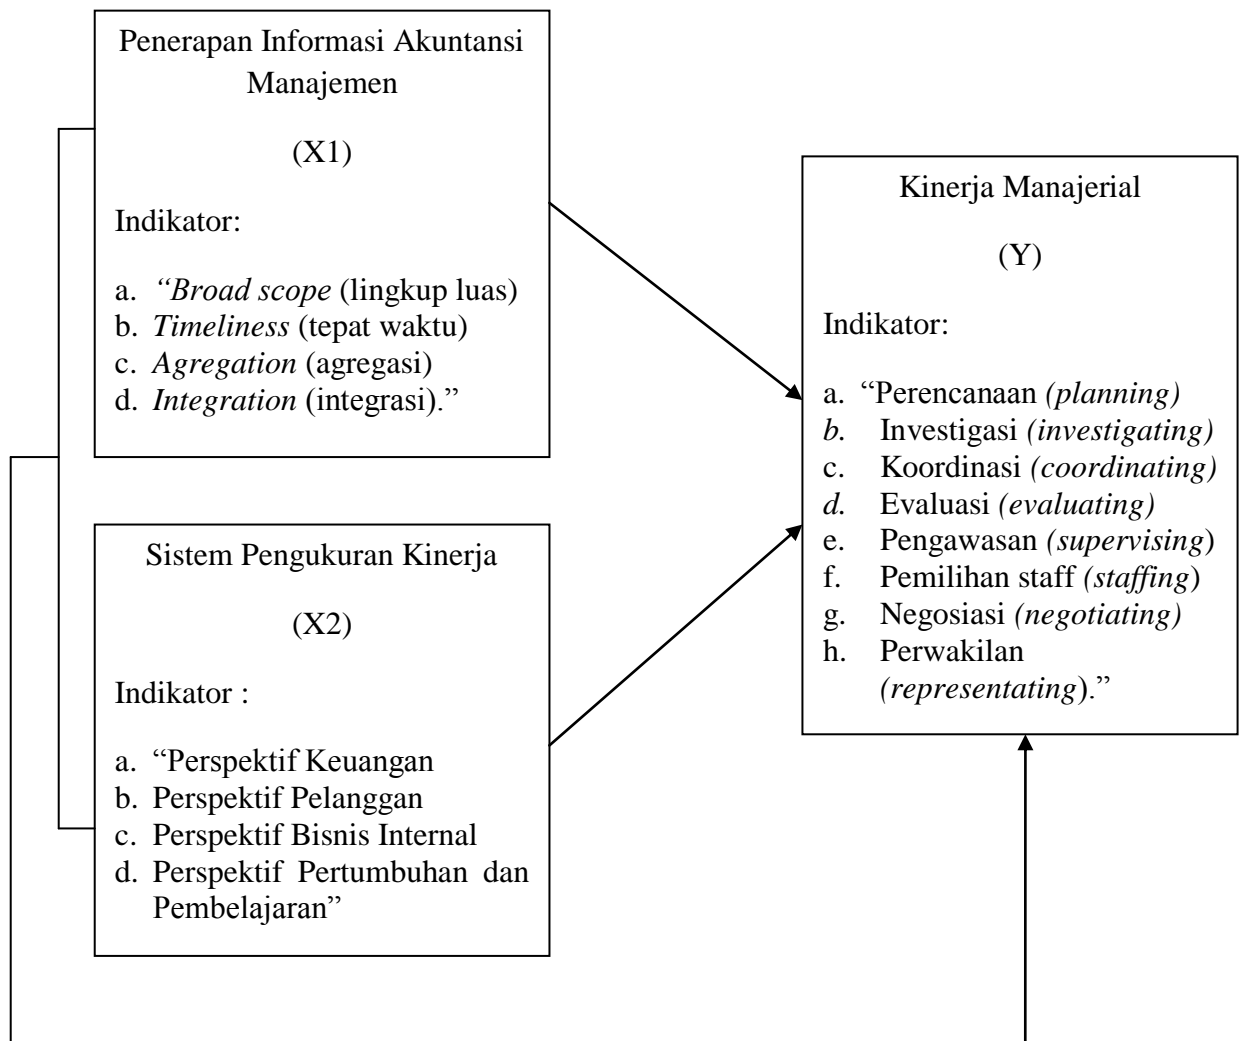 Penerapan Informasi Akuntansi
Manajemen
(X1)
Indikator:
a. “Broad scope (lingkup luas)
b. Timeliness (tepat waktu)
c. Agregation (agregasi)
d. Integration (integrasi).”
Sistem Pengukuran Kinerja
(X2)
Indikator :
a. “Perspektif Keuangan
b. Perspektif Pelanggan
c. Perspektif Bisnis Internal
d. Perspektif Pertumbuhan dan
Pembelajaran”
Kinerja Manajerial
(Y)
Indikator:
a. “Perencanaan (planning)
b. Investigasi (investigating)
c. Koordinasi (coordinating)
d. Evaluasi (evaluating)
e. Pengawasan (supervising)
f. Pemilihan staff (staffing)
g. Negosiasi (negotiating)
h. Perwakilan
(representating).”